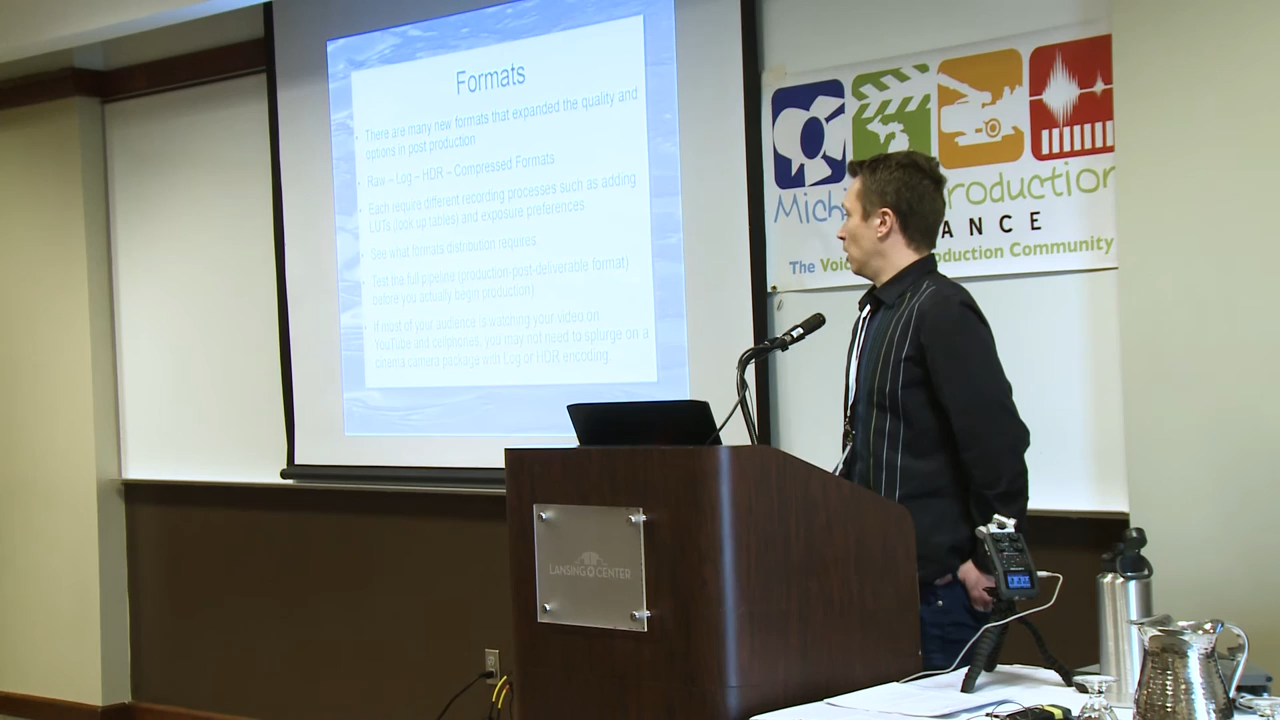 Formats
There are many new formats that expanded the quality and
options in post production
Raw – Log – HDR – Compressed Formats
Each require different recording processes such as adding
LUTs (look up tables) and exposure preferences
See what formats distribution requires
Test the full pipeline (production-post-deliverable format)
before you actually begin production)
If most of your audience is watching your video on
YouTube and cellphones, you may not need to splurge on a
cinema camera package with Log or HDR encoding.
Mich roduction
ANCE
The Voi oduction Community
LANSING CENTER